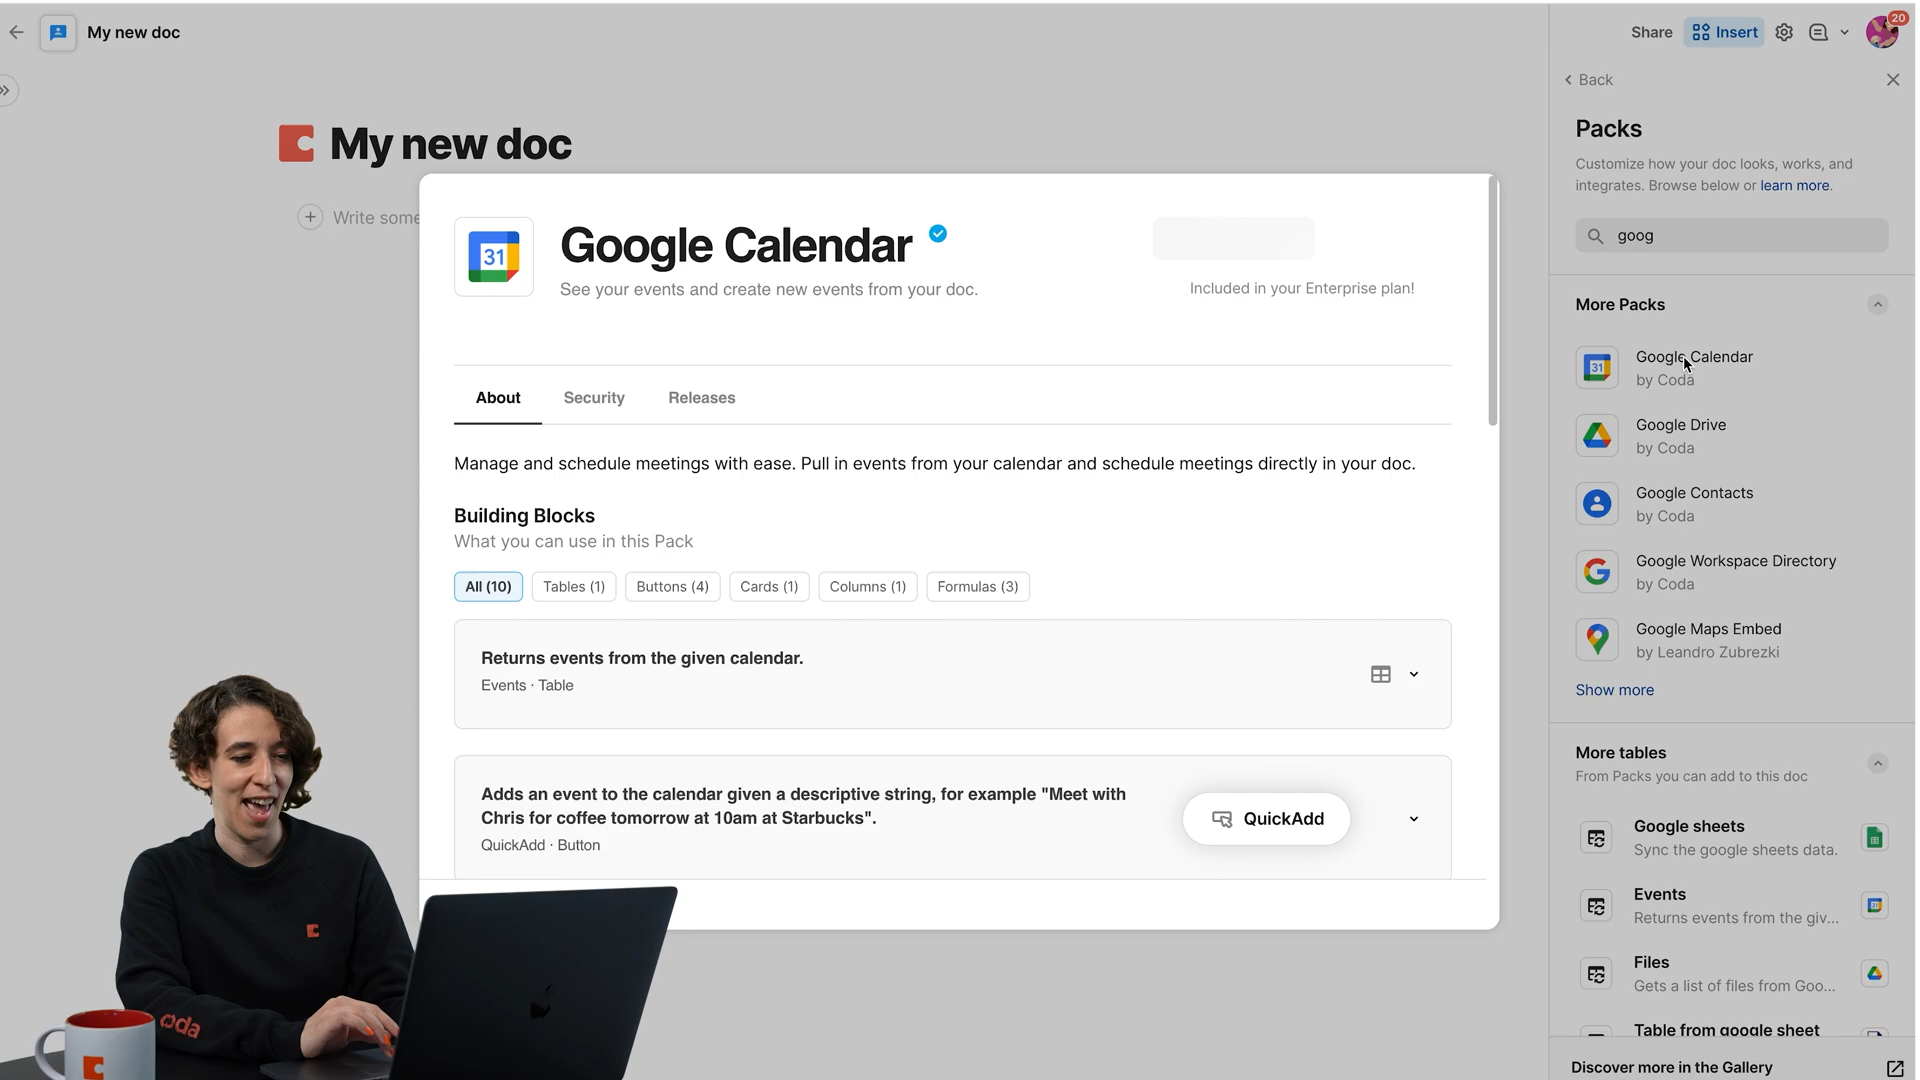 My new doc
Share
Insert
20
Back
My new doc
Write some
Packs
Customize how your doc looks, works, and
integrates. Browse below or learn more.
goog
Google Calendar
See your events and create new events from your doc.
Included in your Enterprise plan!
31
About
Security
Releases
Manage and schedule meetings with ease. Pull in events from your calendar and schedule meetings directly in your doc.
Building Blocks
What you can use in this Pack
All (10)
Tables (1)
Buttons (4)
Cards (1)
Columns (1)
Formulas (3)
Returns events from the given calendar.
Events · Table
Adds an event to the calendar given a descriptive string, for example "Meet with
Chris for coffee tomorrow at 10am at Starbucks".
QuickAdd · Button
QuickAdd
More Packs
31
Google Calendar
by Coda
Google Drive
by Coda
Google Contacts
by Coda
Google Workspace Directory
by Coda
Google Maps Embed
by Leandro Zubrezki
Show more
More tables
From Packs you can add to this doc
Google sheets
Sync the google sheets data.
Events
Returns events from the giv...
Files
Gets a list of files from Goo...
Table from google sheet
Discover more in the Gallery
coda